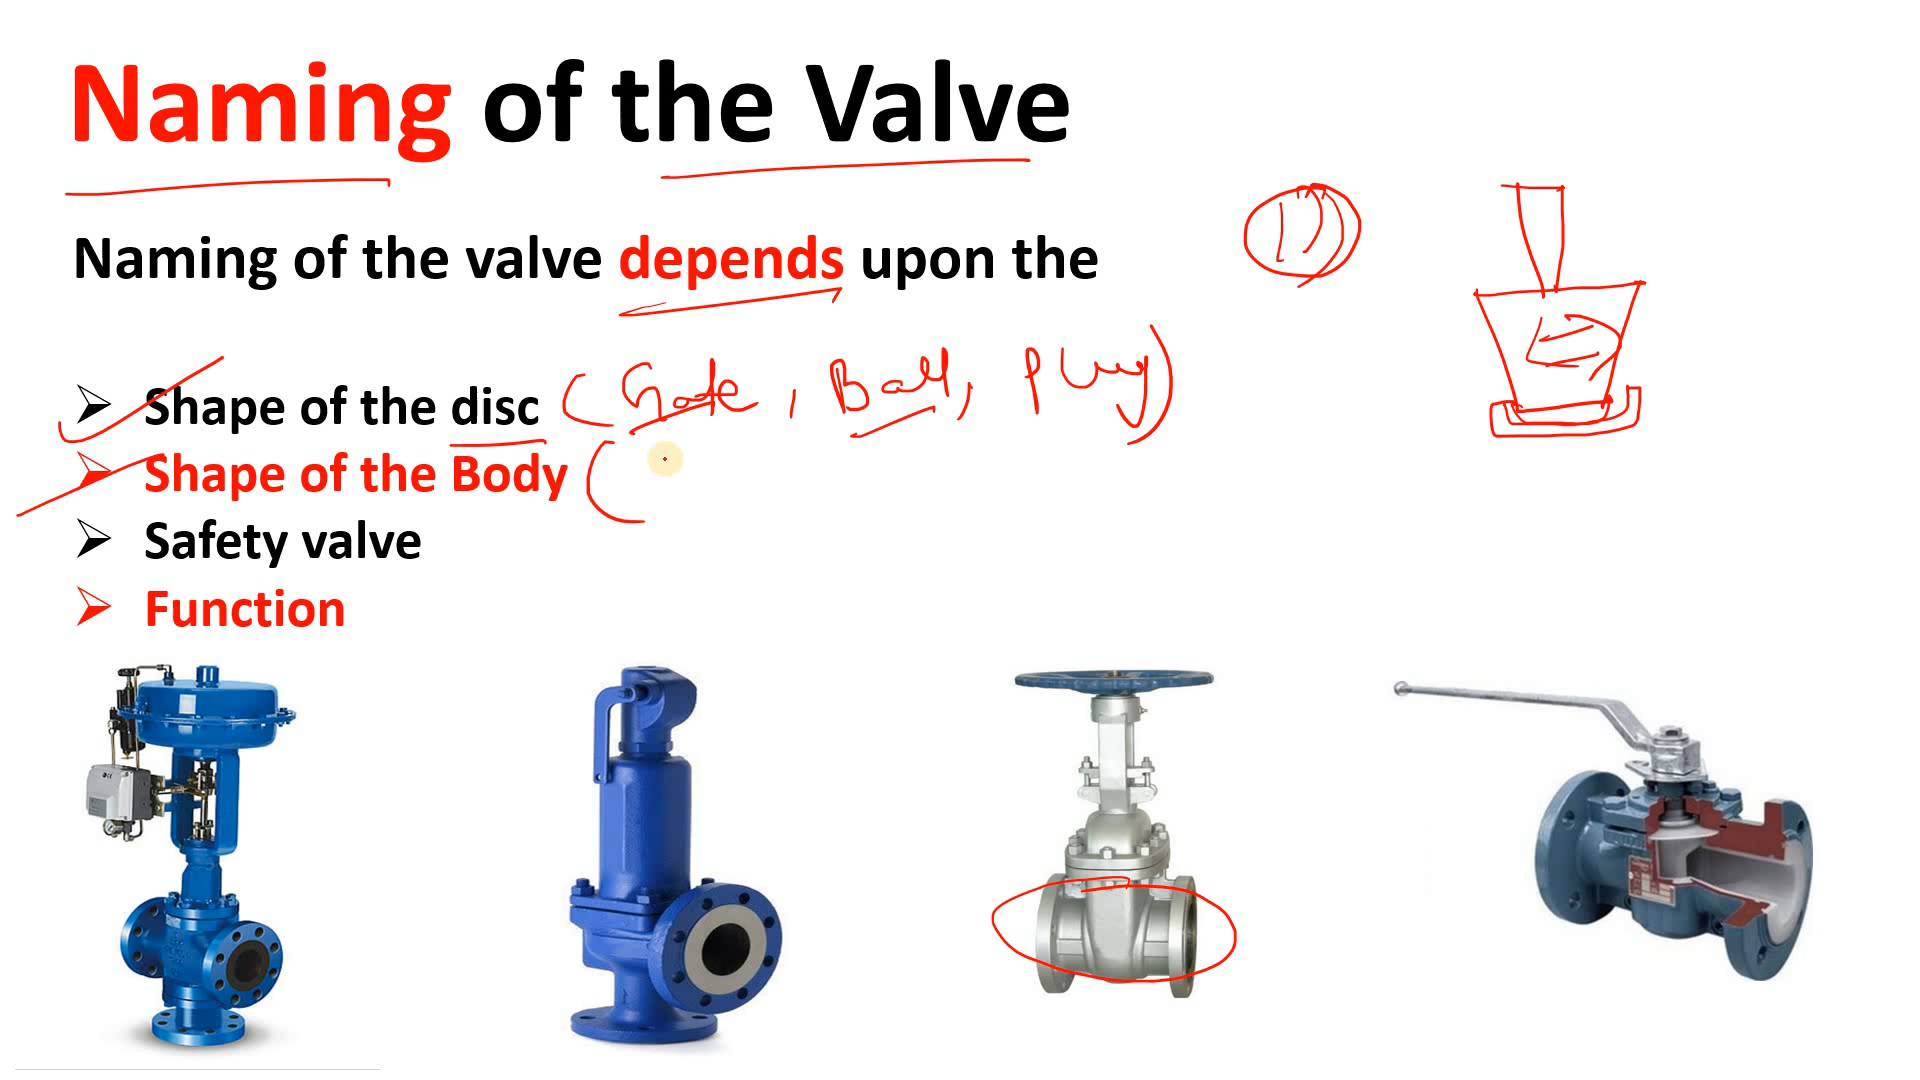 Naming of the Valve
Naming of the valve depends upon the
Shape of the disc (Gate, Ball, Plug)
Shape of the Body (
Safety valve
Function